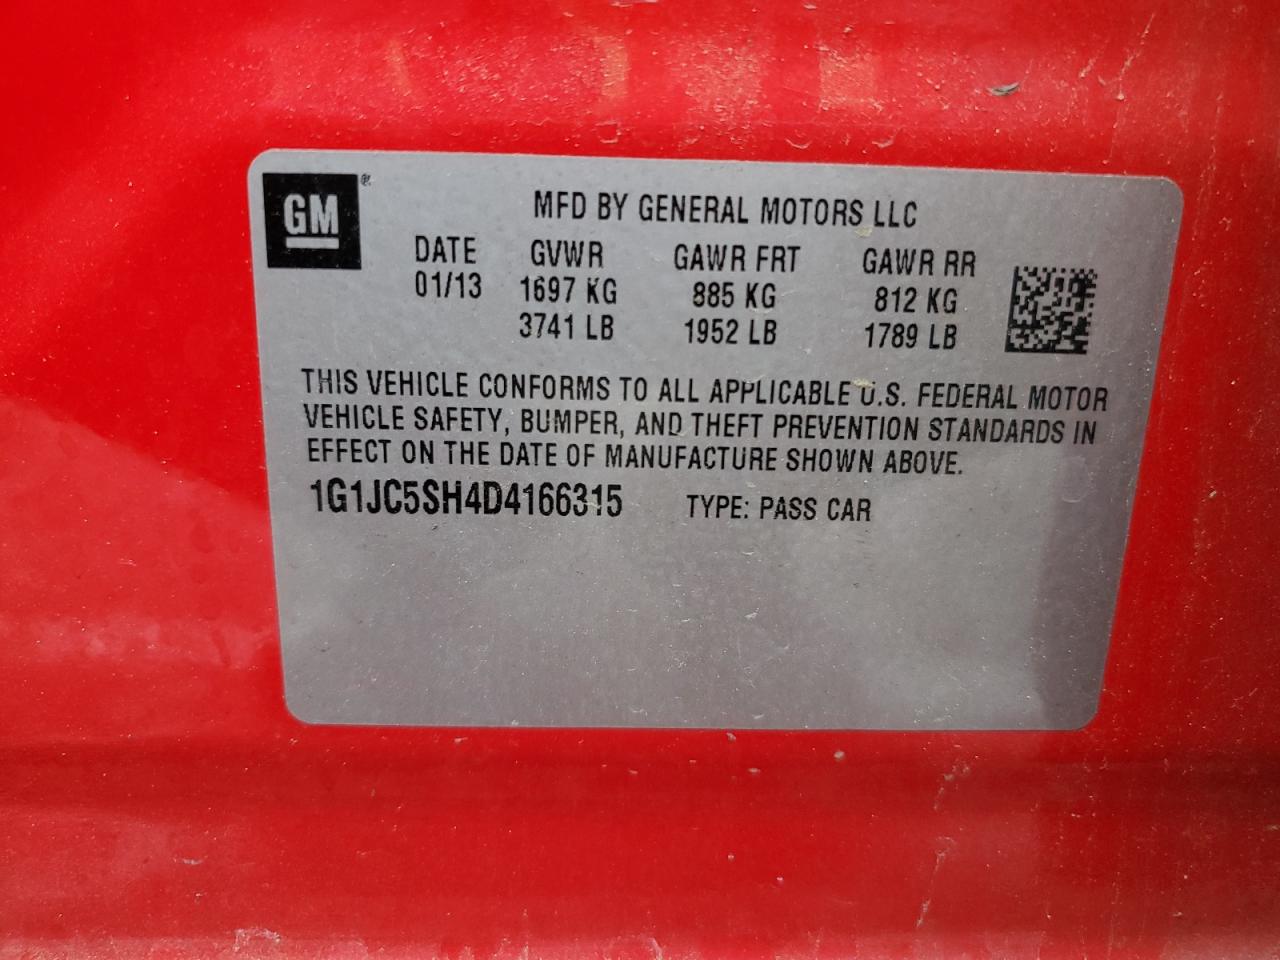 GM ®
MFD BY GENERAL MOTORS LLC
DATE GVWR GAWR FRT GAWR RR
01/13 1697 KG 885 KG 812 KG
3741 LB 1952 LB 1789 LB
THIS VEHICLE CONFORMS TO ALL APPLICABLE U.S. FEDERAL MOTOR
VEHICLE SAFETY, BUMPER, AND THEFT PREVENTION STANDARDS IN
EFFECT ON THE DATE OF MANUFACTURE SHOWN ABOVE.
1G1JC5SH4D4166315 TYPE: PASS CAR